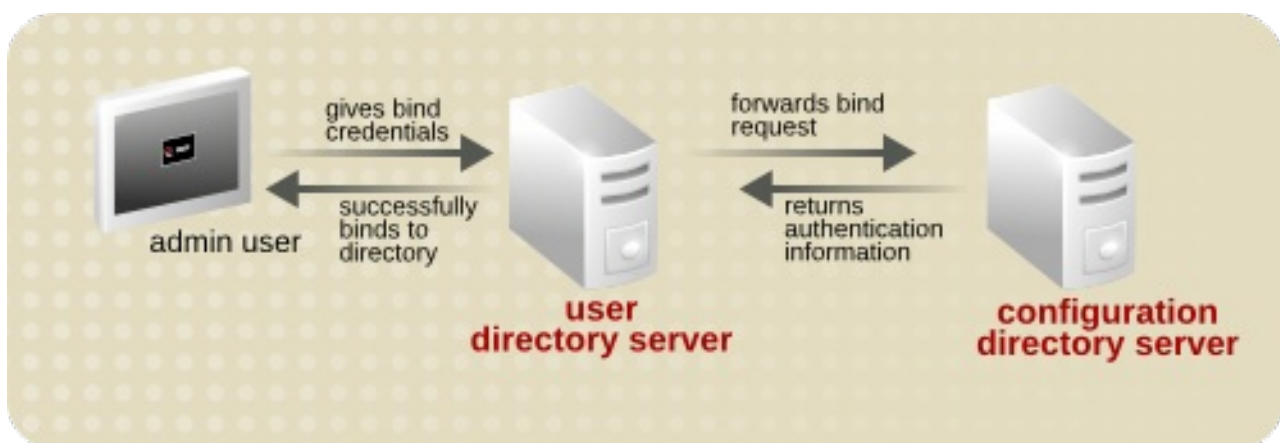 gives bind
credentials
successfully
binds to
directory
admin user
forwards bind
request
returns
authentication
information
user
directory server
configuration
directory server